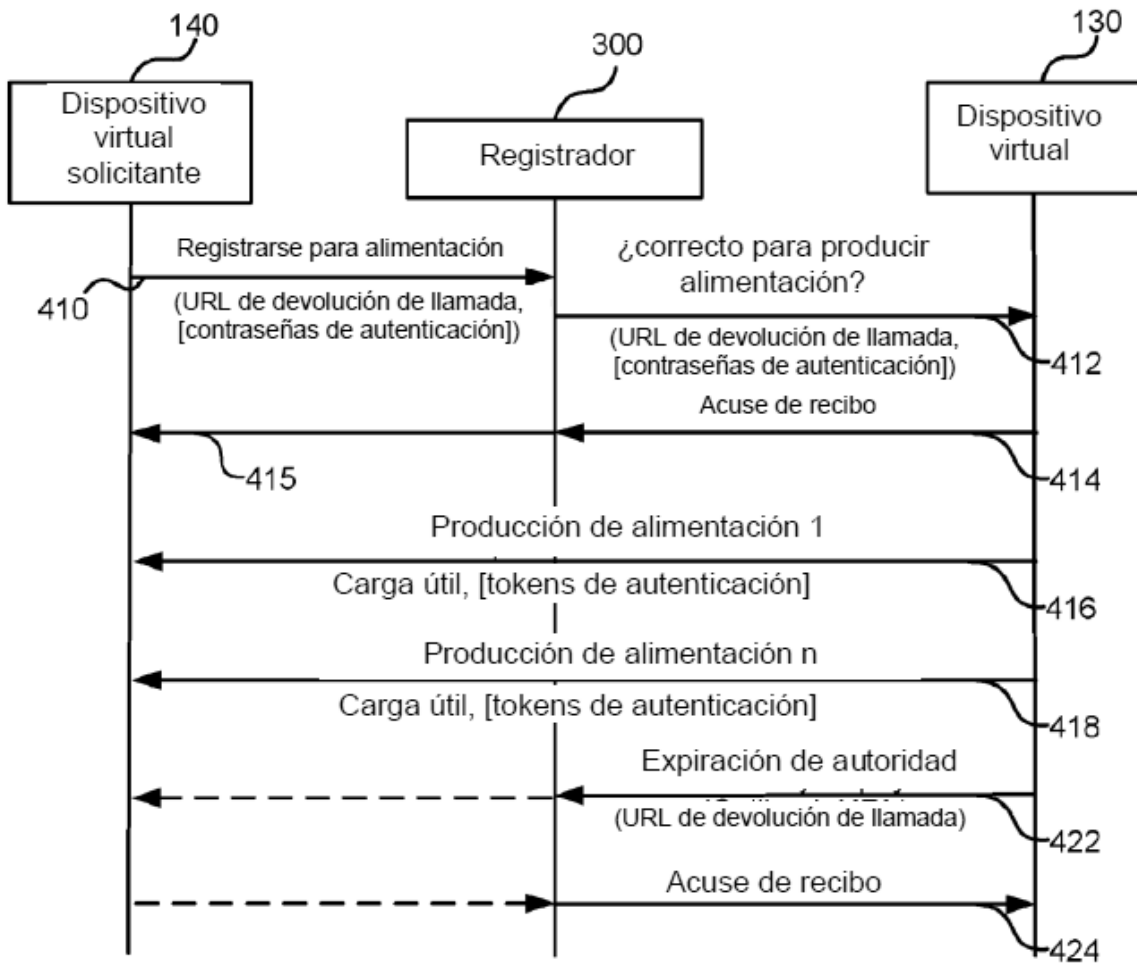 140
300
130
Dispositivo
virtual
solicitante
Registrador
Dispositivo
virtual
Registrarse para alimentación
410
(URL de devolución de llamada,
[contraseñas de autenticación])
¿correcto para producir
alimentación?
(URL de devolución de llamada,
[contraseñas de autenticación])
412
Acuse de recibo
415
414
Producción de alimentación 1
Carga útil, [tokens de autenticación]
416
Producción de alimentación n
Carga útil, [tokens de autenticación]
418
Expiración de autoridad
(URL de devolución de llamada)
422
Acuse de recibo
424